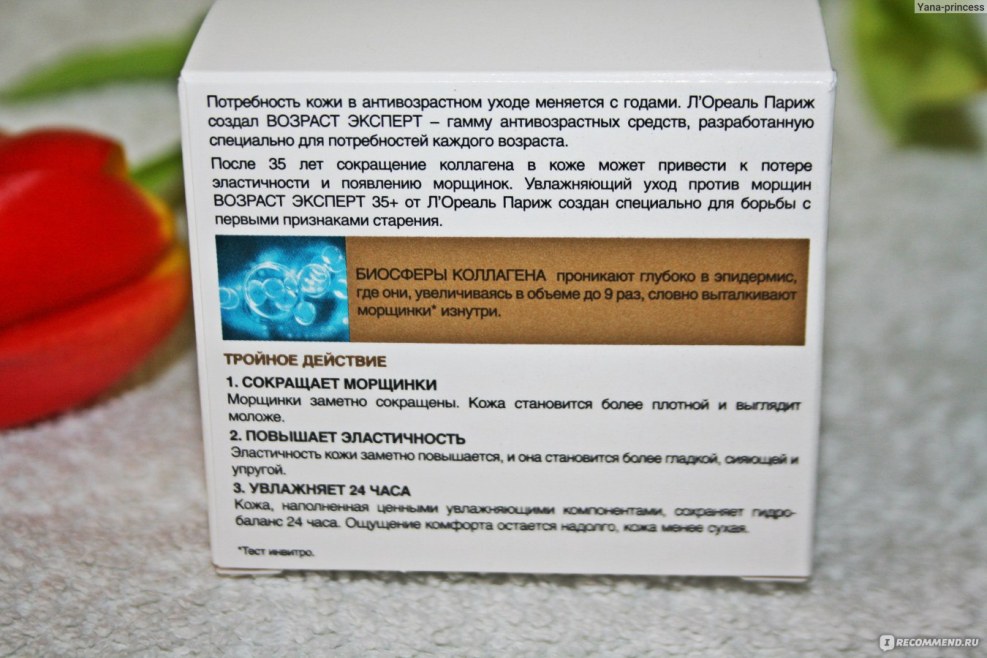 Yana-princess
Потребность кожи в антивозрастном уходе меняется с годами. Л'Ореаль Париж
создал ВОЗРАСТ ЭКСПЕРТ – гамму антивозрастных средств, разработанную
специально для потребностей каждого возраста.
После 35 лет сокращение коллагена в коже может привести к потере
эластичности и появлению морщинок. Увлажняющий уход против морщин
ВОЗРАСТ ЭКСПЕРТ 35+ от Л'Ореаль Париж создан специально для борьбы с
первыми признаками старения.
БИОСФЕРЫ КОЛЛАГЕНА проникают глубоко в эпидермис,
где они, увеличиваясь в объеме до 9 раз, словно выталкивают
морщинки* изнутри.
ТРОЙНОЕ ДЕЙСТВИЕ
1. СОКРАЩАЕТ МОРЩИНКИ
Морщинки заметно сокращены. Кожа становится более плотной и выглядит
моложе.
2. ПОВЫШАЕТ ЭЛАСТИЧНОСТЬ
Эластичность кожи заметно повышается, и она становится более гладкой, сияющей и
упругой.
3. УВЛАЖНЯЕТ 24 ЧАСА
Кожа, наполненная ценными увлажняющими компонентами, сохраняет гидро-
баланс 24 часа. Ощущение комфорта остается надолго, кожа менее сухая.
*Тест инвитро.
RECOMMEND.RU